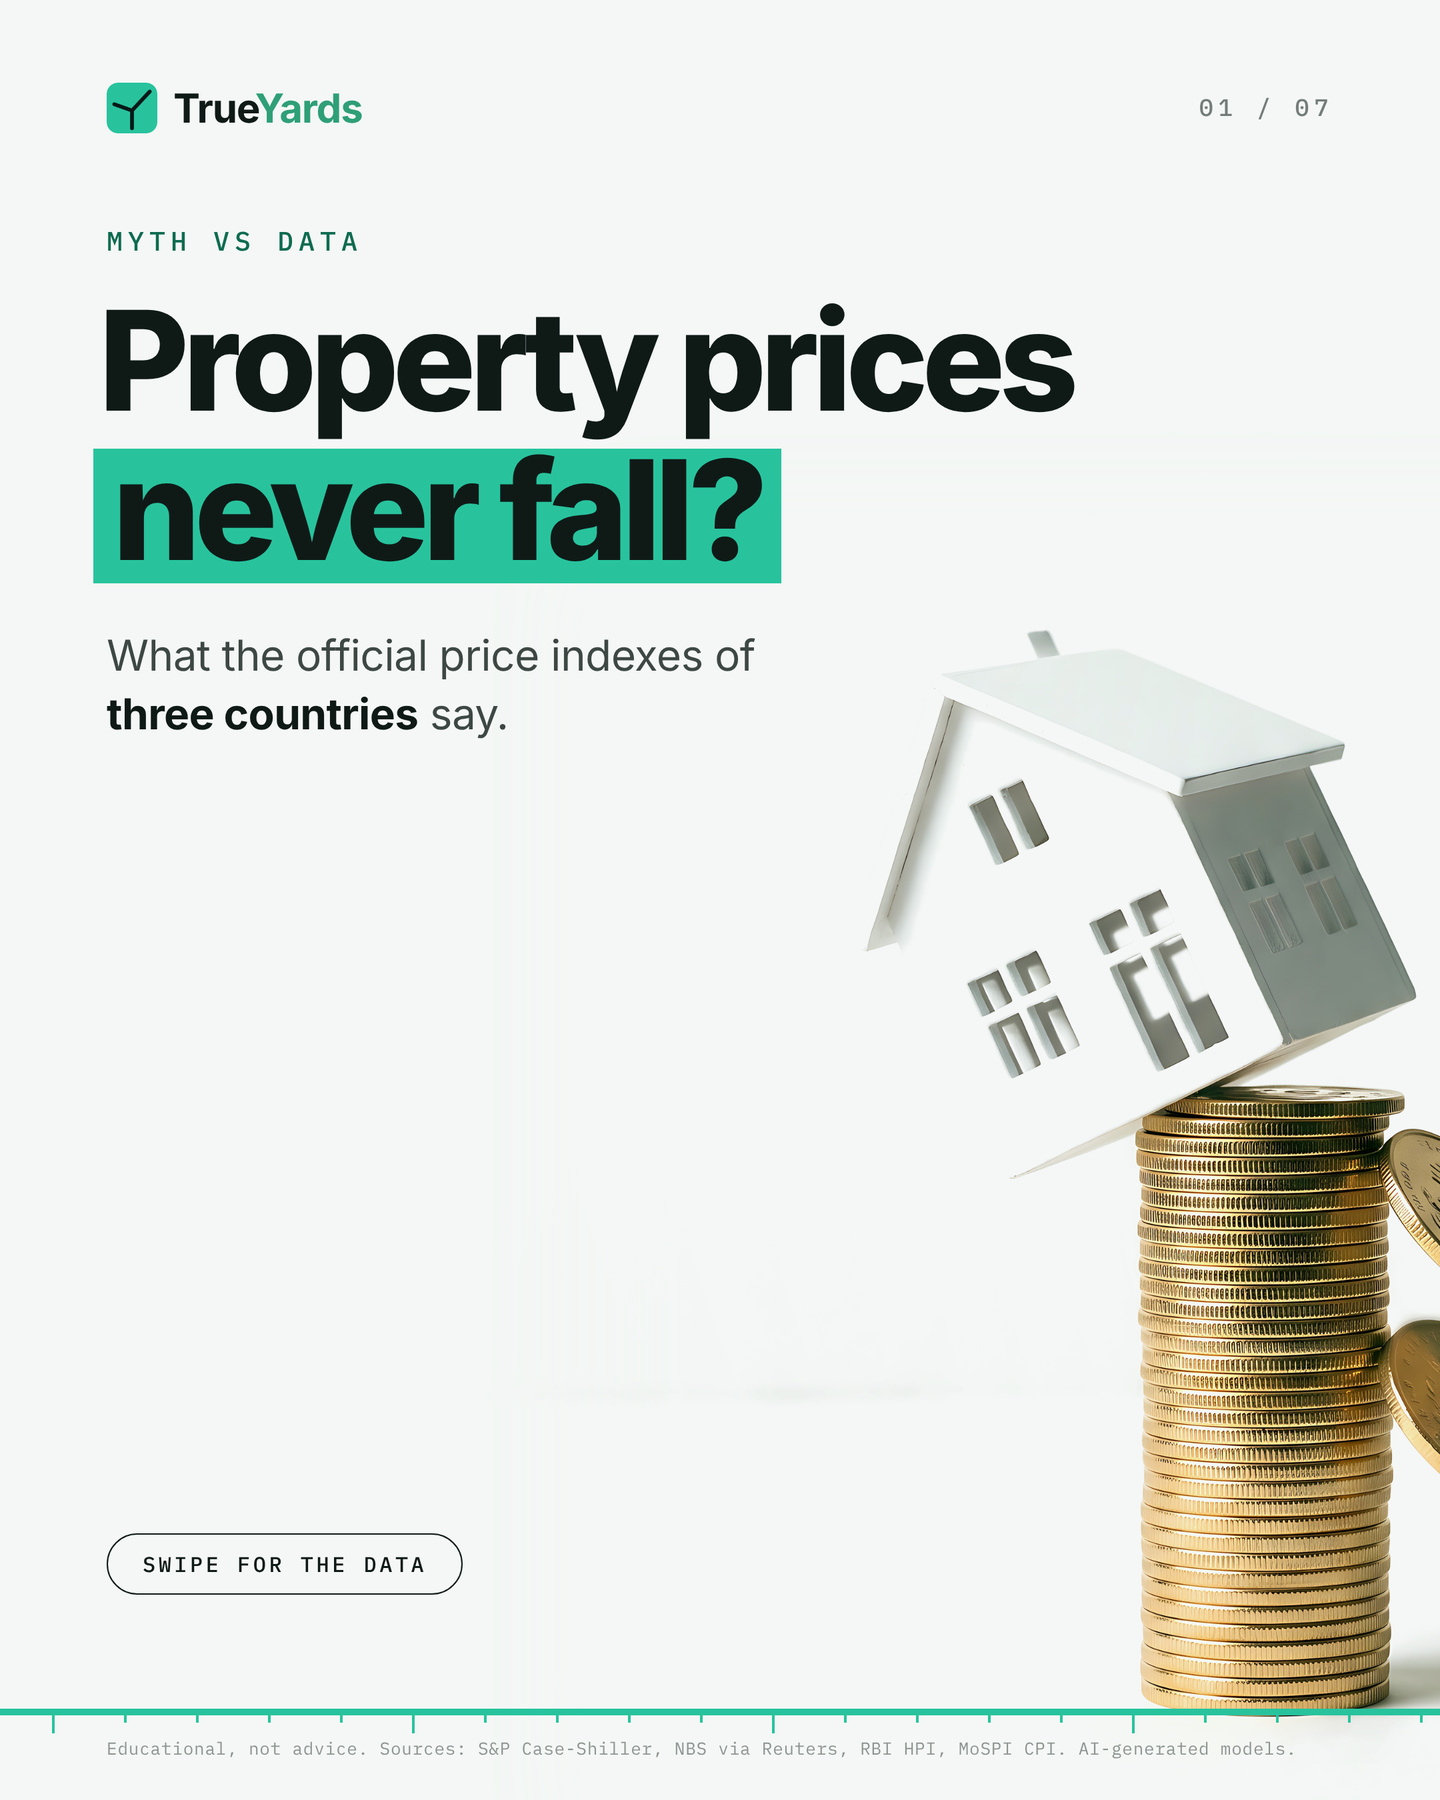 TrueYards
01 / 07
MYTH VS DATA
Property prices
never fall?
What the official price indexes of
three countries say.
SWIPE FOR THE DATA
Educational, not advice. Sources: S&P Case-Shiller, NBS via Reuters, RBI HPI, MoSPI CPI. AI-generated models.